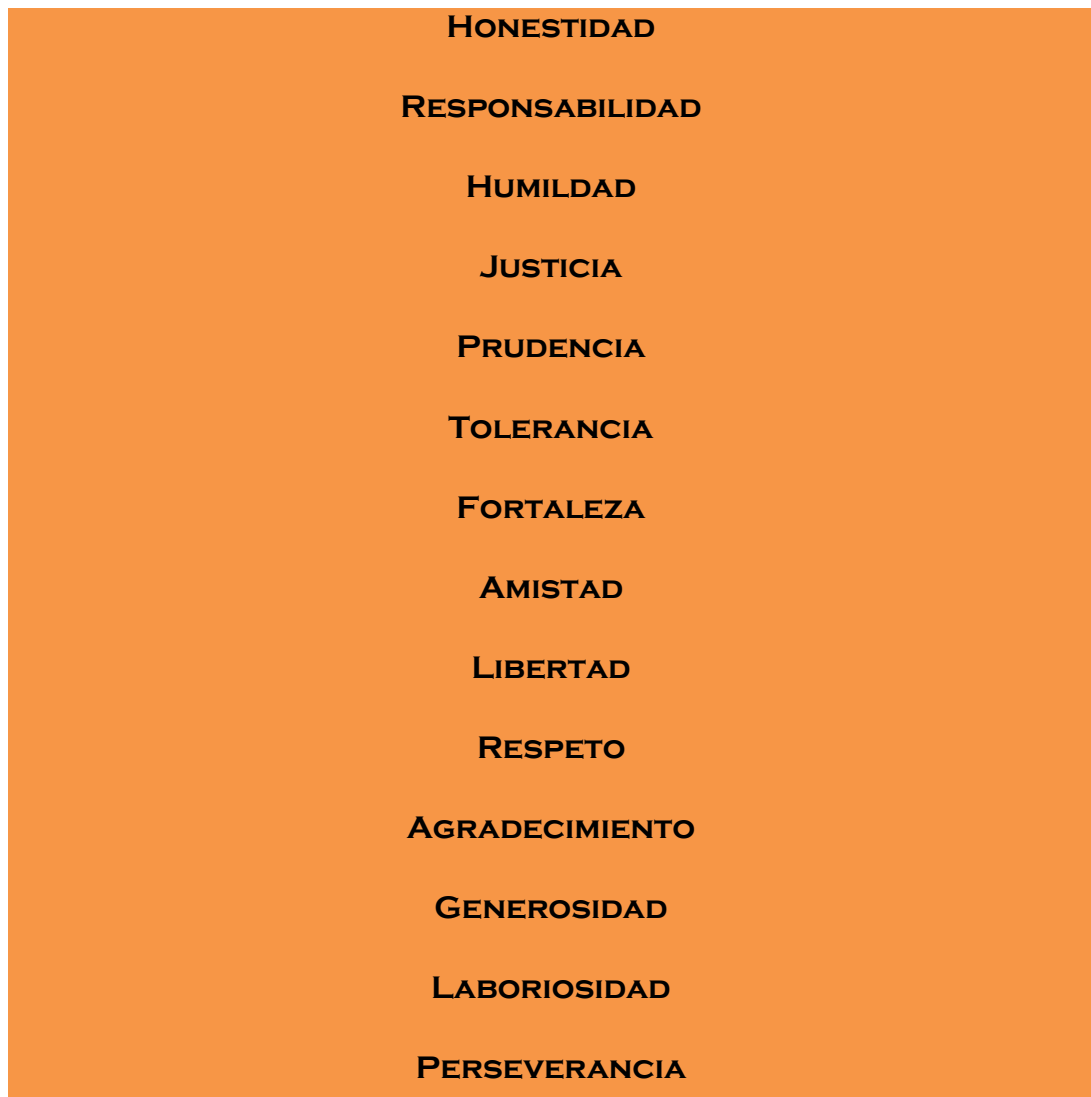 Honestidad
Responsabilidad
Humildad
Justicia
Prudencia
Tolerancia
Fortaleza
Amistad
Libertad
Respeto
Agradecimiento
Generosidad
Laboriosidad
Perseverancia